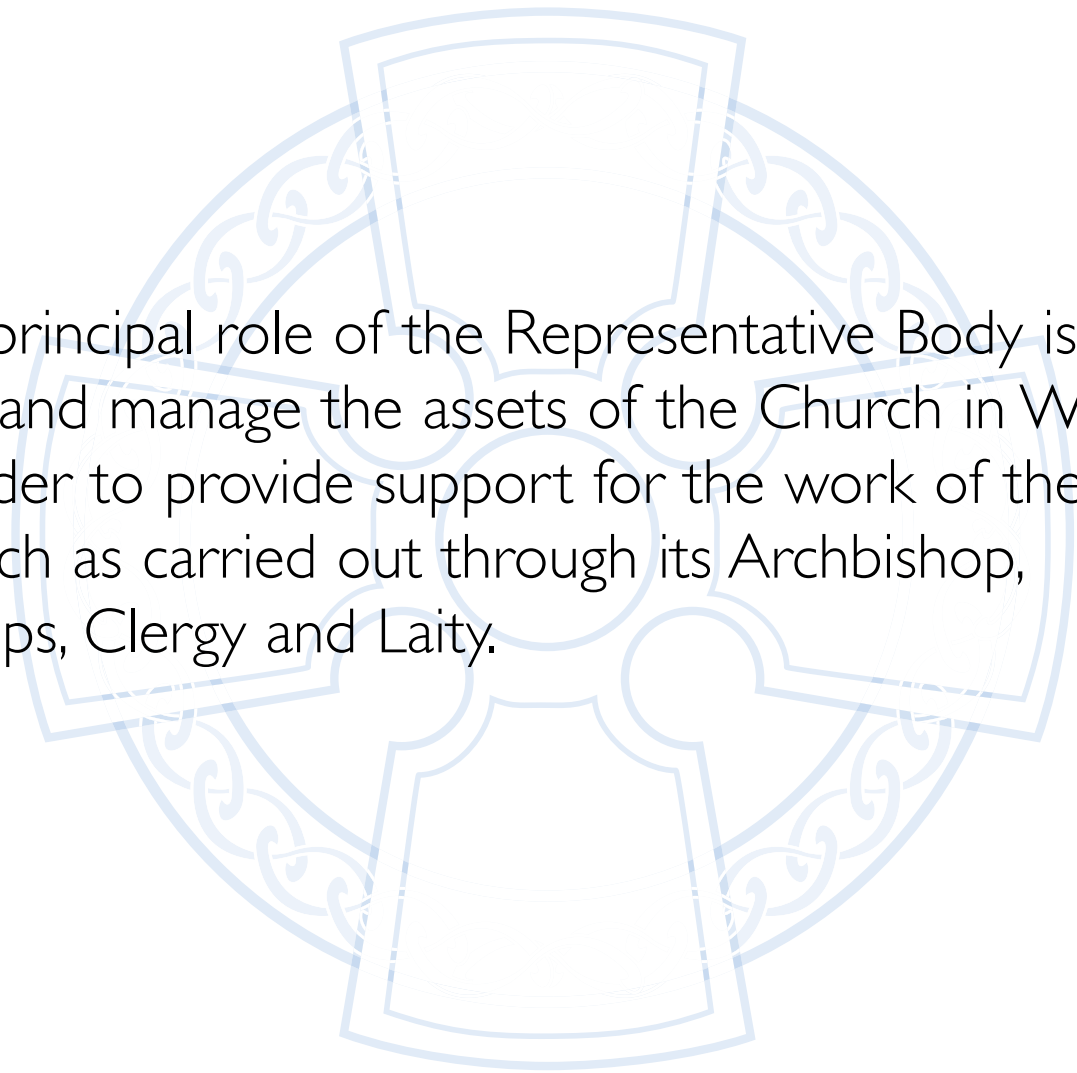 principal role of the Representative Body is
and manage the assets of the Church in W
der to provide support for the work of the
ch as carried out through its Archbishop,
ps, Clergy and Laity.